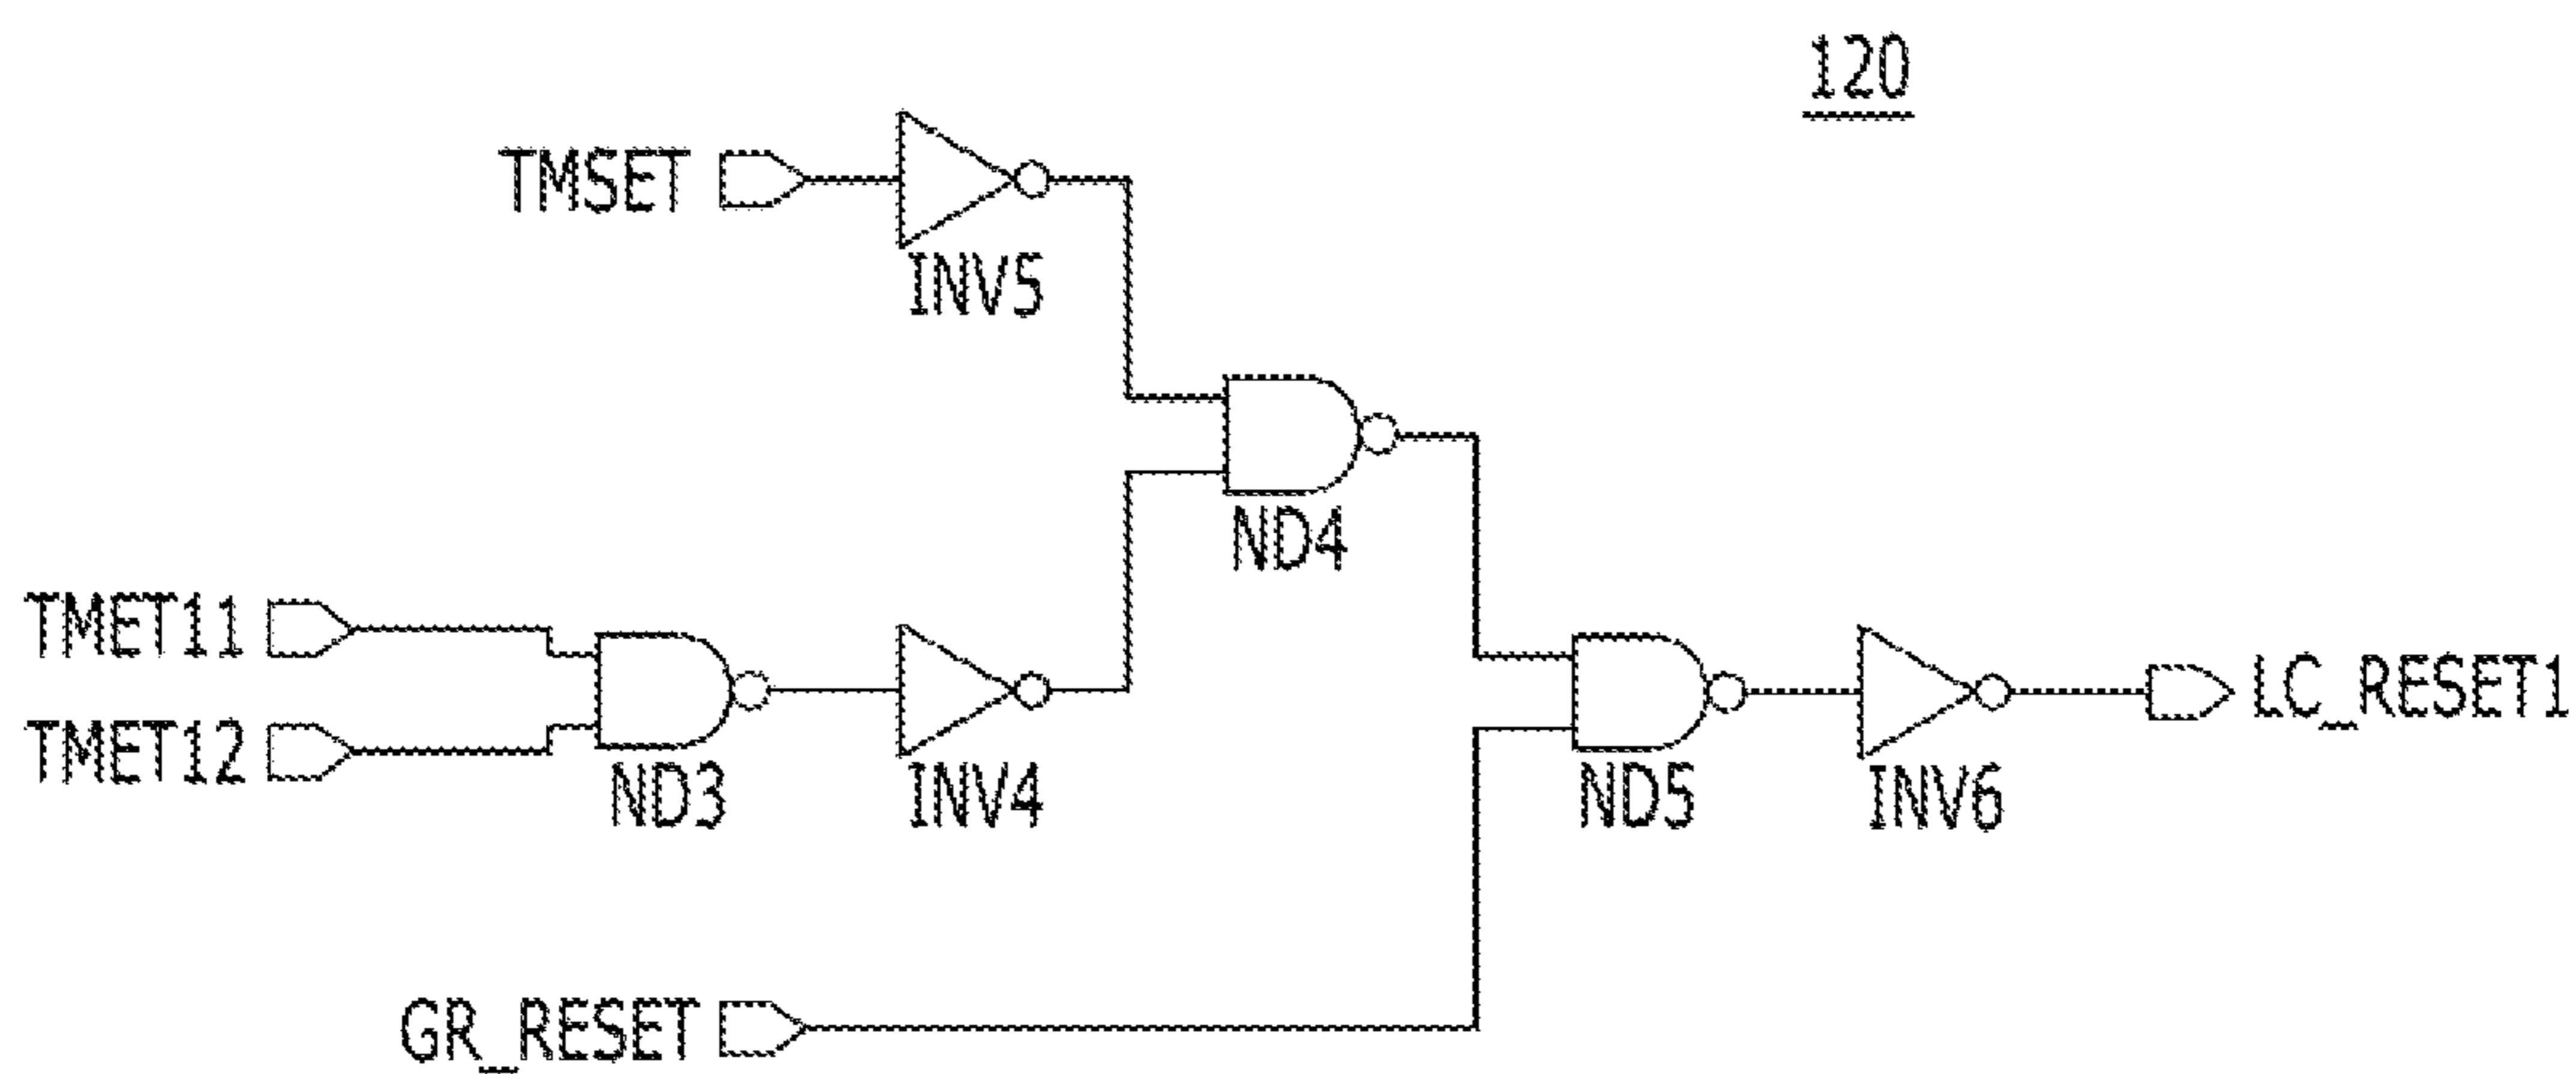 120
TMSET
INV5
ND4
TMET11
TMET12
ND3
INV4
ND5
INV6
LC_RESET1
GR_RESET